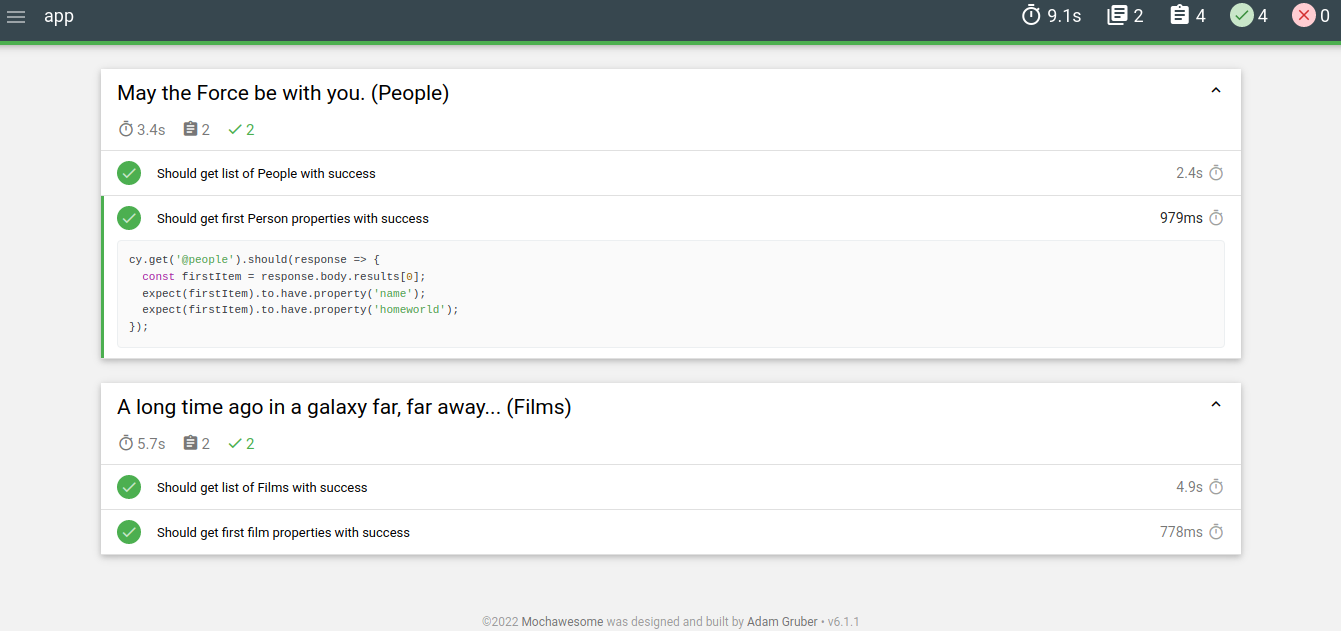 app 9.1s 2 4 4 0
May the Force be with you. (People)
3.4s 2 2
Should get list of People with success 2.4s
Should get first Person properties with success 979ms
cy.get('@people').should(response => {
  const firstItem = response.body.results[0];
  expect(firstItem).to.have.property('name');
  expect(firstItem).to.have.property('homeworld');
});
A long time ago in a galaxy far, far away... (Films)
5.7s 2 2
Should get list of Films with success 4.9s
Should get first film properties with success 778ms
©2022 Mochawesome was designed and built by Adam Gruber • v6.1.1